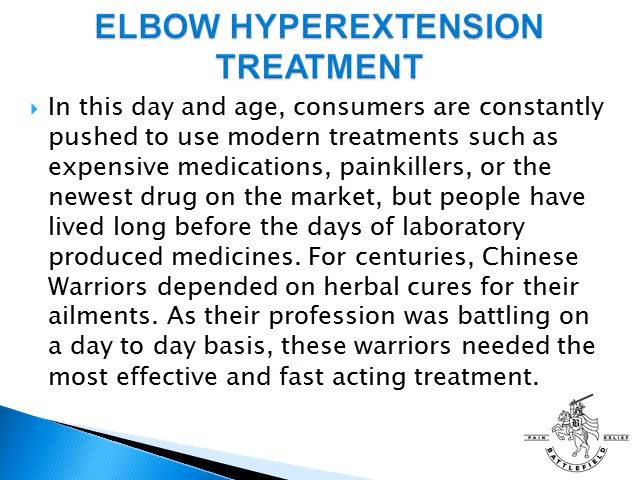 ELBOW HYPEREXTENSION
TREATMENT
In this day and age, consumers are constantly
pushed to use modern treatments such as
expensive medications, painkillers, or the
newest drug on the market, but people have
lived long before the days of laboratory
produced medicines. For centuries, Chinese
Warriors depended on herbal cures for their
ailments. As their profession was battling on
a day to day basis, these warriors needed the
most effective and fast acting treatment.
B
PAIN RELIEF
BATTLEFIELD